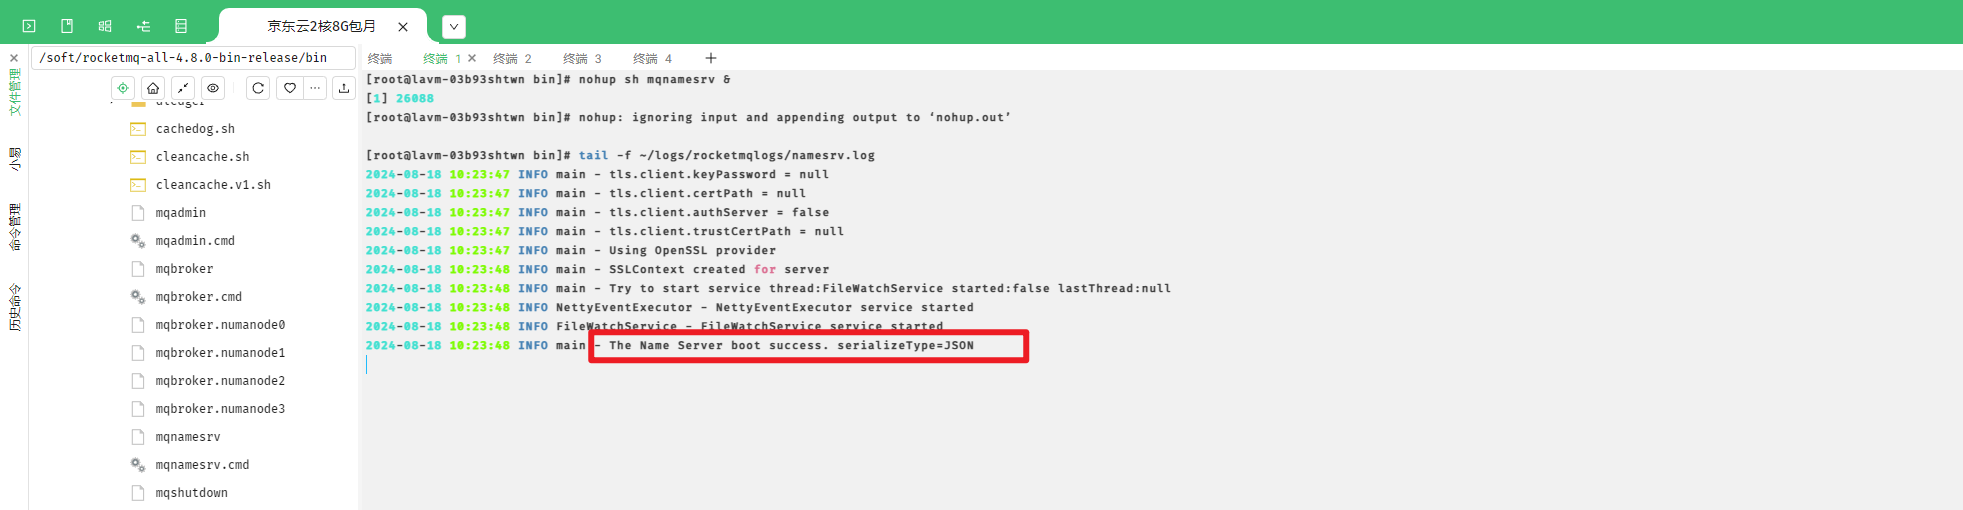 京东云2核8G包月
/soft/rocketmq-all-4.8.0-bin-release/bin
文件管理
小易
命令管理
历史命令
dledger
cachedog.sh
cleancache.sh
cleancache.v1.sh
mqadmin
mqadmin.cmd
mqbroker
mqbroker.cmd
mqbroker.numanode0
mqbroker.numanode1
mqbroker.numanode2
mqbroker.numanode3
mqnamesrv
mqnamesrv.cmd
mqshutdown
终端 终端 1 终端 2 终端 3 终端 4
[root@lavm-03b93shtwn bin]# nohup sh mqnamesrv &
[1] 26088
[root@lavm-03b93shtwn bin]# nohup: ignoring input and appending output to ‘nohup.out’
[root@lavm-03b93shtwn bin]# tail -f ~/logs/rocketmqlogs/namesrv.log
2024-08-18 10:23:47 INFO main - tls.client.keyPassword = null
2024-08-18 10:23:47 INFO main - tls.client.certPath = null
2024-08-18 10:23:47 INFO main - tls.client.authServer = false
2024-08-18 10:23:47 INFO main - tls.client.trustCertPath = null
2024-08-18 10:23:47 INFO main - Using OpenSSL provider
2024-08-18 10:23:48 INFO main - SSLContext created for server
2024-08-18 10:23:48 INFO main - Try to start service thread:FileWatchService started:false lastThread:null
2024-08-18 10:23:48 INFO NettyEventExecutor - NettyEventExecutor service started
2024-08-18 10:23:48 INFO FileWatchService - FileWatchService service started
2024-08-18 10:23:48 INFO main - The Name Server boot success. serializeType=JSON